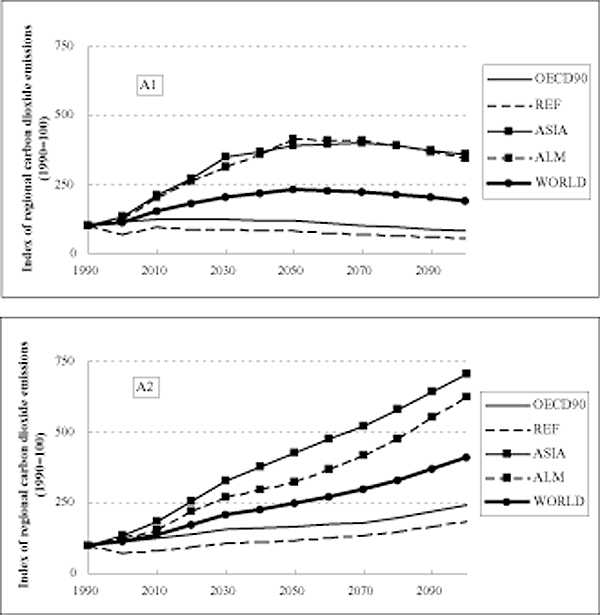 Index of regional carbon dioxide emissions
(1990=100)
750
500
250
0
A1
1990
2010
2030
2050
2070
2090
OECD90
REF
ASIA
ALM
WORLD
Index of regional carbon dioxide emissions
(1990=100)
750
500
250
0
A2
1990
2010
2030
2050
2070
2090
OECD90
REF
ASIA
ALM
WORLD